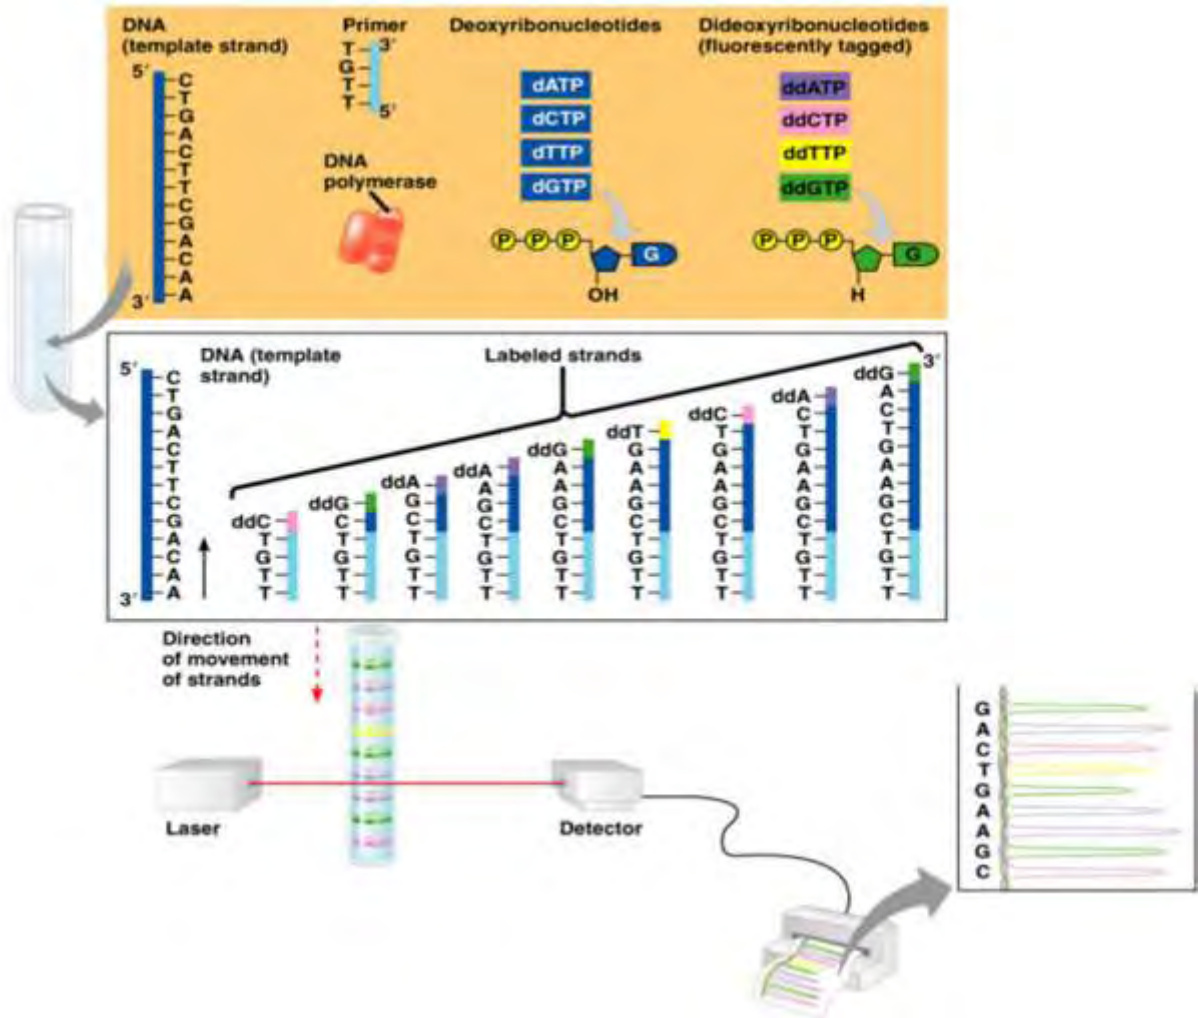 DNA
(template strand)
5'
C
T
G
A
C
T
T
C
G
A
C
A
A
3'
Primer
T
3'
G
T
T
5'
DNA
polymerase
Deoxyribonucleotides
dATP
dCTP
dTTP
dGTP
P P P
G
OH
Dideoxyribonucleotides
(fluorescently tagged)
ddATP
ddCTP
ddTTP
ddGTP
P P P
G
H
DNA (template
strand)
Labeled strands
5'
C
T
G
A
C
T
T
C
G
A
C
A
A
3'
ddC
T
G
T
T
ddG
C
T
G
T
T
ddA
G
C
T
G
T
T
ddA
A
G
C
T
G
T
T
ddG
A
A
G
C
T
G
T
T
ddT
G
A
A
G
C
T
G
T
T
ddC
T
G
A
A
G
C
T
G
T
T
ddA
C
T
G
A
A
G
C
T
G
T
T
3'
ddG
A
C
T
G
A
A
G
C
T
G
T
T
Direction
of movement
of strands
Laser
Detector
G
A
C
T
G
A
A
G
C